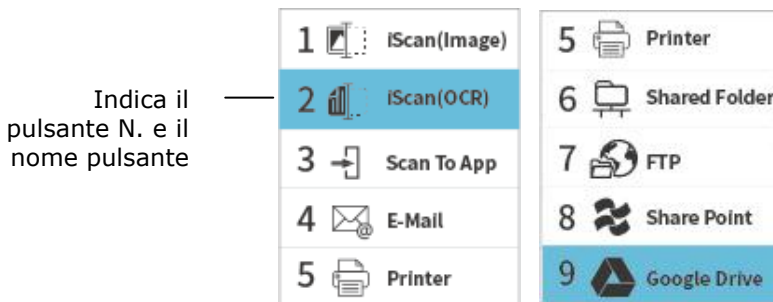 Indica il
pulsante N. e il
nome pulsante
1 iScan(Image)
2 iScan(OCR)
3 Scan To App
4 E-Mail
5 Printer
5 Printer
6 Shared Folder
7 FTP
8 Share Point
9 Google Drive